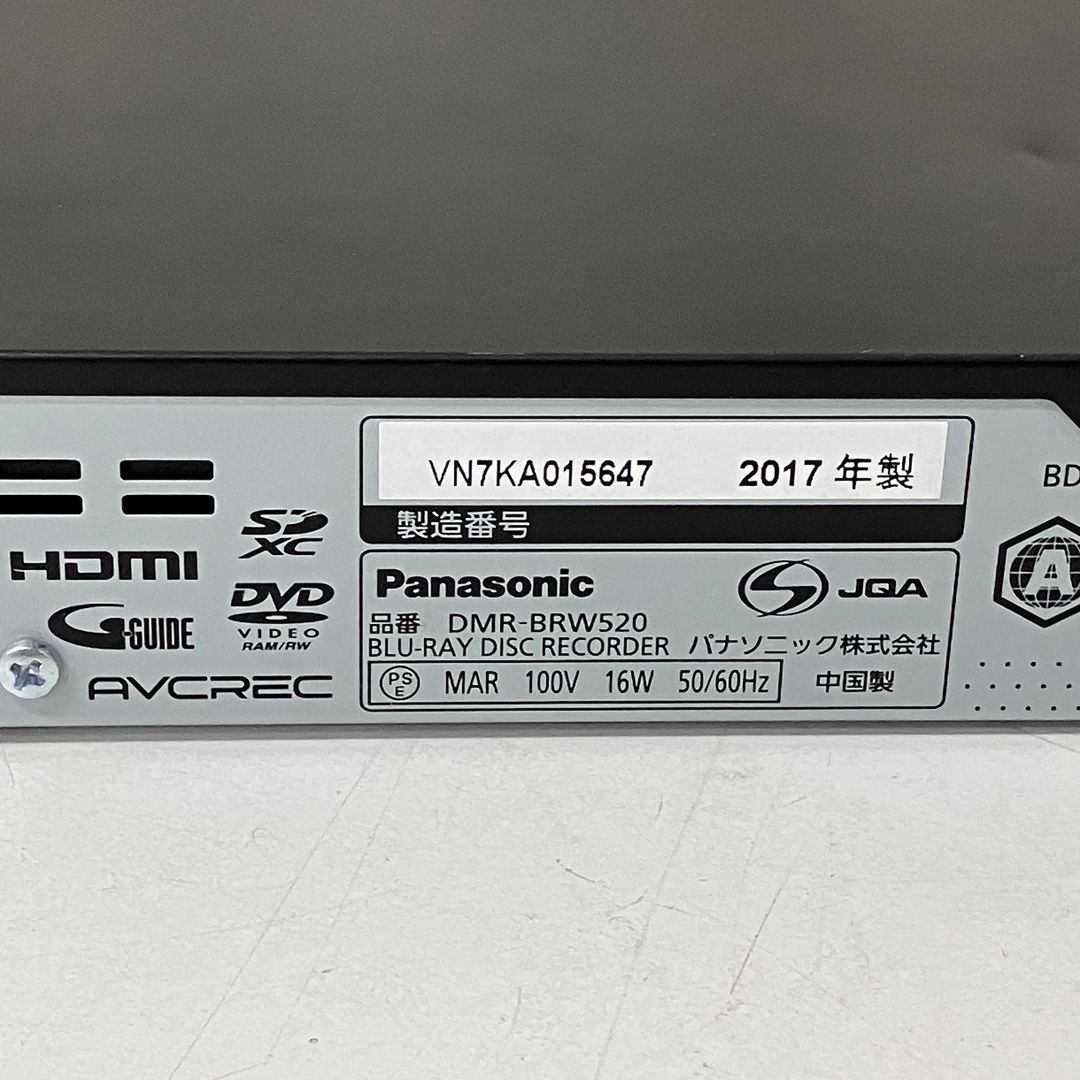 VN7KA015647 2017 年製
製造番号
BD
SD
XC
HDMI
DVD
VIDEO
RAM/RW
G-GUIDE
AVCREC
Panasonic
JQA
品番 DMR-BRW520
BLU-RAY DISC RECORDER パナソニック株式会社
PS
E
MAR 100V 16W 50/60Hz 中国製
A